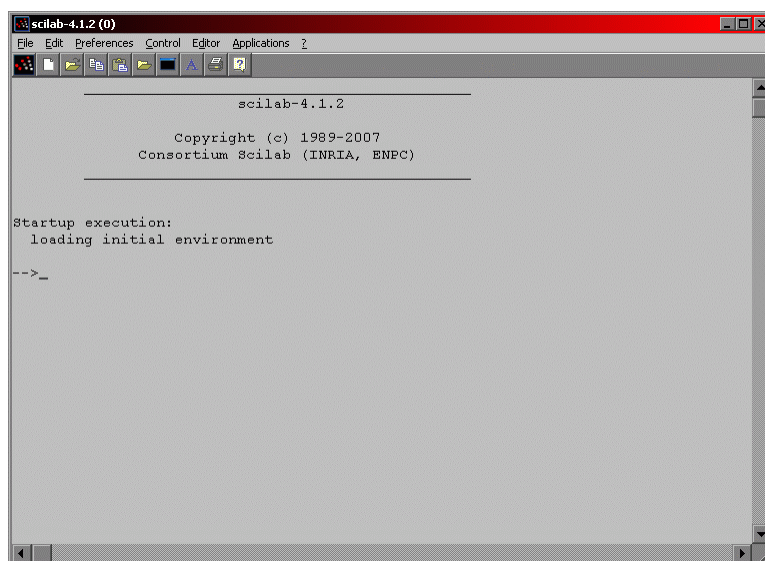 scilab-4.1.2 (0)
File Edit Preferences Control Editor Applications ?
scilab-4.1.2
Copyright (c) 1989-2007
Consortium Scilab (INRIA, ENPC)
Startup execution:
loading initial environment
-->_